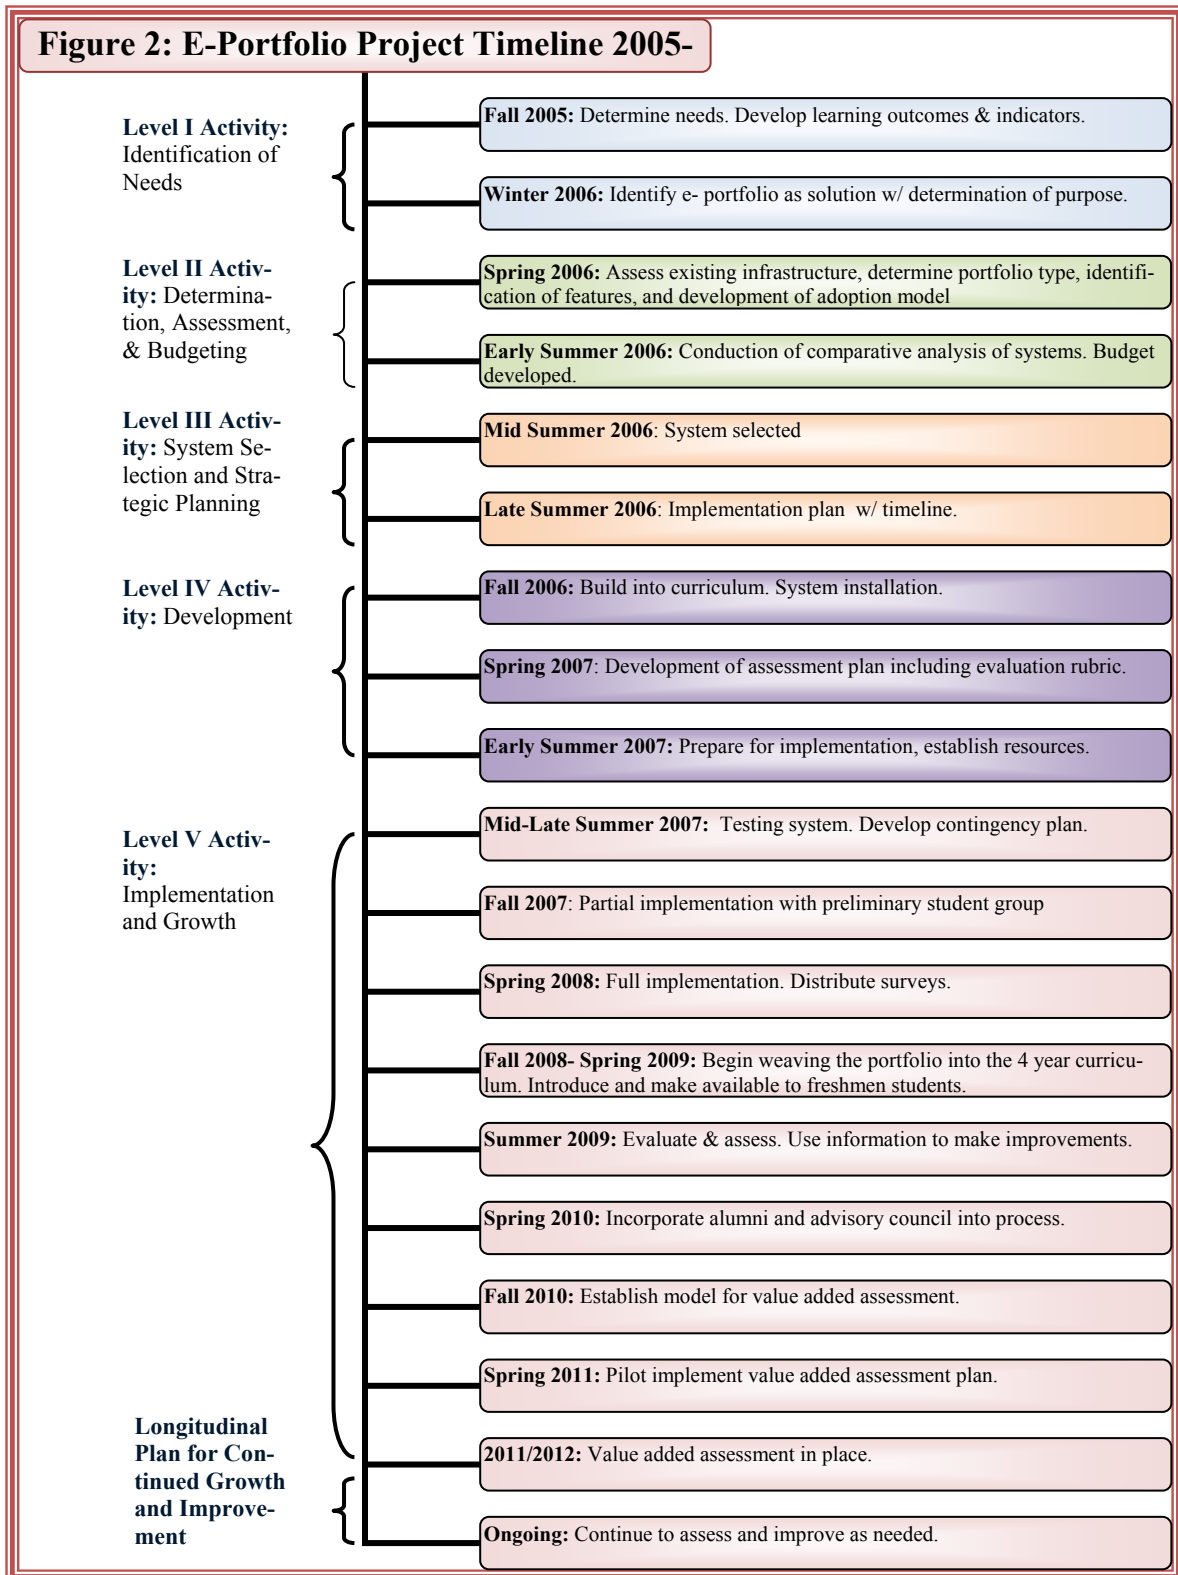 Figure 2: E-Portfolio Project Timeline 2005-
Level I Activity:
Identification of
Needs
Fall 2005: Determine needs. Develop learning outcomes & indicators.
Winter 2006: Identify e- portfolio as solution w/ determination of purpose.
Level II Activ-
ity: Determina-
tion, Assessment,
& Budgeting
Spring 2006: Assess existing infrastructure, determine portfolio type, identifi-
cation of features, and development of adoption model
Early Summer 2006: Conduction of comparative analysis of systems. Budget
developed.
Level III Activ-
ity: System Se-
lection and Stra-
tegic Planning
Mid Summer 2006: System selected
Late Summer 2006: Implementation plan w/ timeline.
Level IV Activ-
ity: Development
Fall 2006: Build into curriculum. System installation.
Spring 2007: Development of assessment plan including evaluation rubric.
Early Summer 2007: Prepare for implementation, establish resources.
Level V Activ-
ity:
Implementation
and Growth
Mid-Late Summer 2007: Testing system. Develop contingency plan.
Fall 2007: Partial implementation with preliminary student group
Spring 2008: Full implementation. Distribute surveys.
Fall 2008- Spring 2009: Begin weaving the portfolio into the 4 year curricu-
lum. Introduce and make available to freshmen students.
Summer 2009: Evaluate & assess. Use information to make improvements.
Spring 2010: Incorporate alumni and advisory council into process.
Fall 2010: Establish model for value added assessment.
Spring 2011: Pilot implement value added assessment plan.
2011/2012: Value added assessment in place.
Longitudinal
Plan for Con-
tinued Growth
and Improve-
ment
Ongoing: Continue to assess and improve as needed.